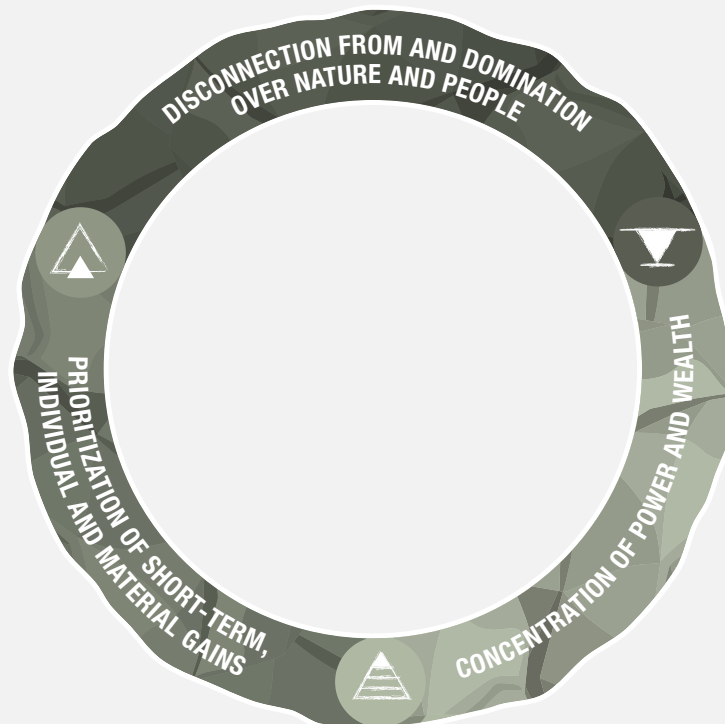 DISCONNECTION FROM AND DOMINATION
OVER NATURE AND PEOPLE
CONCENTRATION OF POWER AND WEALTH
PRIORITIZATION OF SHORT-TERM,
INDIVIDUAL AND MATERIAL GAINS